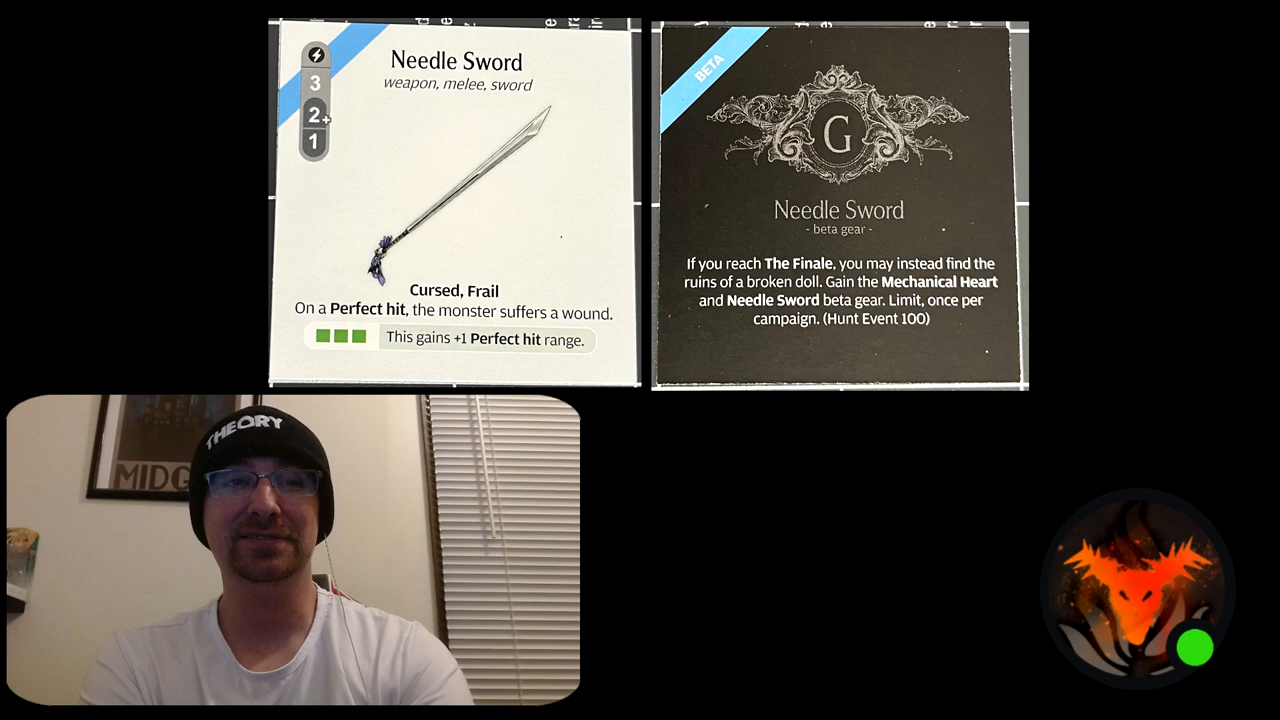 Needle Sword
weapon, melee, sword
3
2+
1
Cursed, Frail
On a Perfect hit, the monster suffers a wound.
This gains +1 Perfect hit range.
BETA
G
Needle Sword
- beta gear -
If you reach The Finale, you may instead find the
ruins of a broken doll. Gain the Mechanical Heart
and Needle Sword beta gear. Limit, once per
campaign. (Hunt Event 100)
THEORY
MIDG